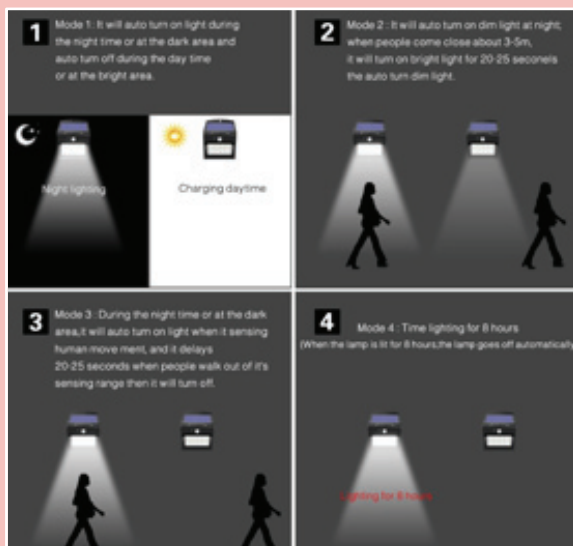 1
Mode 1: It will auto turn on light during
the night time or at the dark area and
auto turn off during the day time
or at the bright area.
Night lighting
Charging daytime
2
Mode 2 : It will auto turn on dim light at night;
when people come close about 3-5m,
it will turn on bright light for 20-25 seconels
the auto turn dim light.
3
Mode 3 : During the night time or at the dark
area,it will auto turn on light when it sensing
human move ment, and it delays
20-25 seconds when people walk out of it's
sensing range then it will turn off.
4
Mode 4 : Time lighting for 8 hours
(When the lamp is lit for 8 hours,the lamp goes off automatically
Lighting for 8 hours